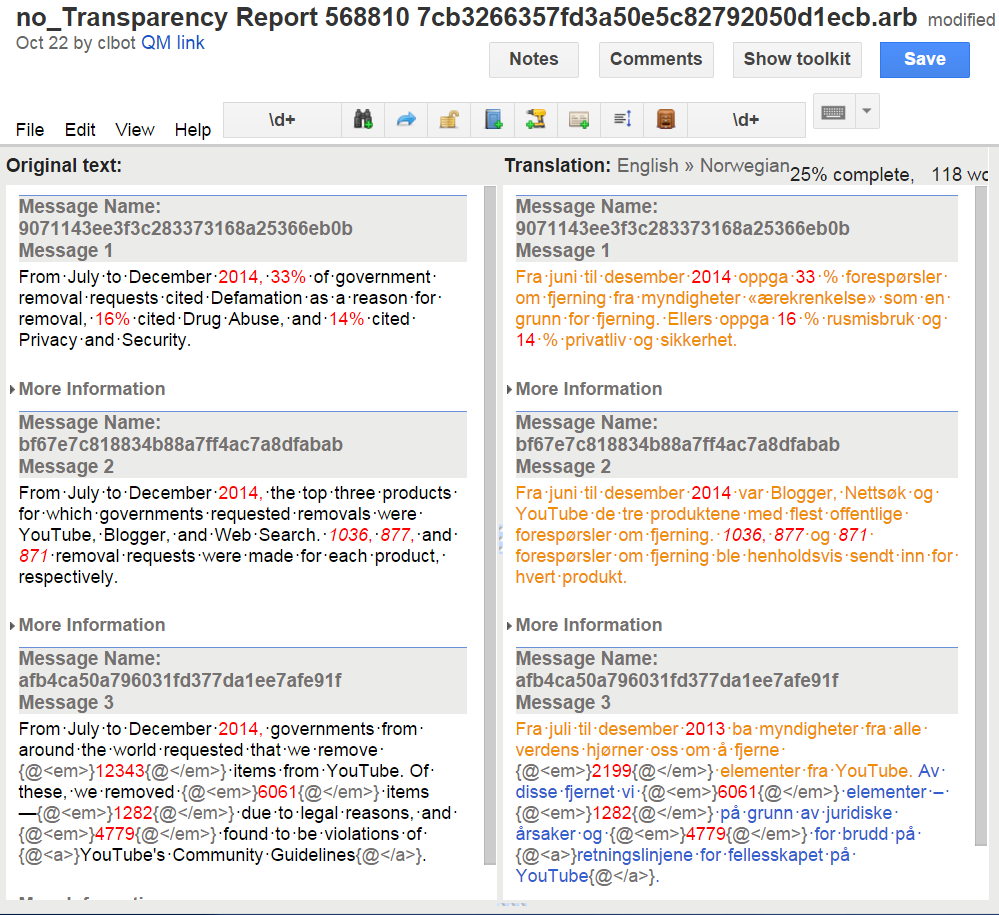 no_Transparency Report 568810 7cb3266357fd3a50e5c82792050d1ecb.arb modified
Oct 22 by clbot QM link
Notes Comments Show toolkit Save
File Edit View Help \d+ \d+
Original text:
Message Name:
9071143ee3f3c283373168a25366eb0b
Message 1
From·July·to·December·2014,·33%·of·government·
removal·requests·cited·Defamation·as·a·reason·for·
removal,·16%·cited·Drug·Abuse,·and·14%·cited·
Privacy·and·Security.
More Information
Message Name:
bf67e7c818834b88a7ff4ac7a8dfabab
Message 2
From·July·to·December·2014,·the·top·three·products·
for·which·governments·requested·removals·were·
YouTube,·Blogger,·and·Web·Search.·1036,·877,·and·
871·removal·requests·were·made·for·each·product,·
respectively.
More Information
Message Name:
afb4ca50a796031fd377da1ee7afe91f
Message 3
From·July·to·December·2014,·governments·from·
around·the·world·requested·that·we·remove·
{@<em>}12343{@</em>}·items·from·YouTube.·Of·
these,·we·removed·{@<em>}6061{@</em>}·items·
—{@<em>}1282{@</em>}·due·to·legal·reasons,·and·
{@<em>}4779{@</em>}·found·to·be·violations·of·
{@<a>}YouTube's·Community·Guidelines{@</a>}.
Translation: English » Norwegian 25% complete, 118
Message Name:
9071143ee3f3c283373168a25366eb0b
Message 1
Fra·juni·til·desember·2014·oppga·33·%·forespørsler·
om·fjerning·fra·myndigheter·«ærekrenkelse»·som·en·
grunn·for·fjerning.·Ellers·oppga·16·%·rusmisbruk·og·
14·%·privatliv·og·sikkerhet.
More Information
Message Name:
bf67e7c818834b88a7ff4ac7a8dfabab
Message 2
Fra·juni·til·desember·2014·var·Blogger,·Nettsøk·og·
YouTube·de·tre·produktene·med·flest·offentlige·
forespørsler·om·fjerning.·1036,·877·og·871·
forespørsler·om·fjerning·ble·henholdsvis·sendt·inn·for·
hvert·produkt.
More Information
Message Name:
afb4ca50a796031fd377da1ee7afe91f
Message 3
Fra·juli·til·desember·2013·ba·myndigheter·fra·alle·
verdens·hjørner·oss·om·å·fjerne·
{@<em>}2199{@</em>}·elementer·fra·YouTube.·Av·
disse·fjernet·vi·{@<em>}6061{@</em>}·elementer·–·
{@<em>}1282{@</em>}·på·grunn·av·juridiske·
årsaker·og·{@<em>}4779{@</em>}·for·brudd·på·
{@<a>}retningslinjene·for·fellesskapet·på·
YouTube{@</a>}.